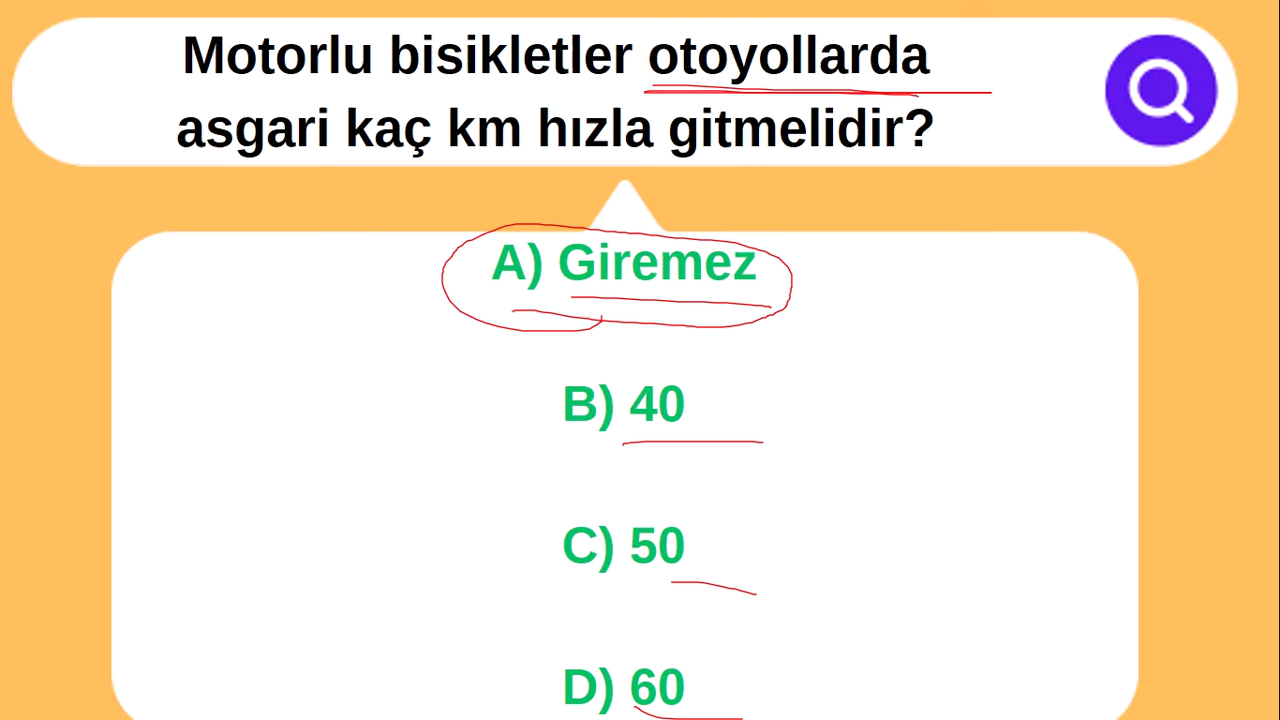 Motorlu bisikletler otoyollarda
asgari kaç km hızla gitmelidir?
A) Giremez
B) 40
C) 50
D) 60